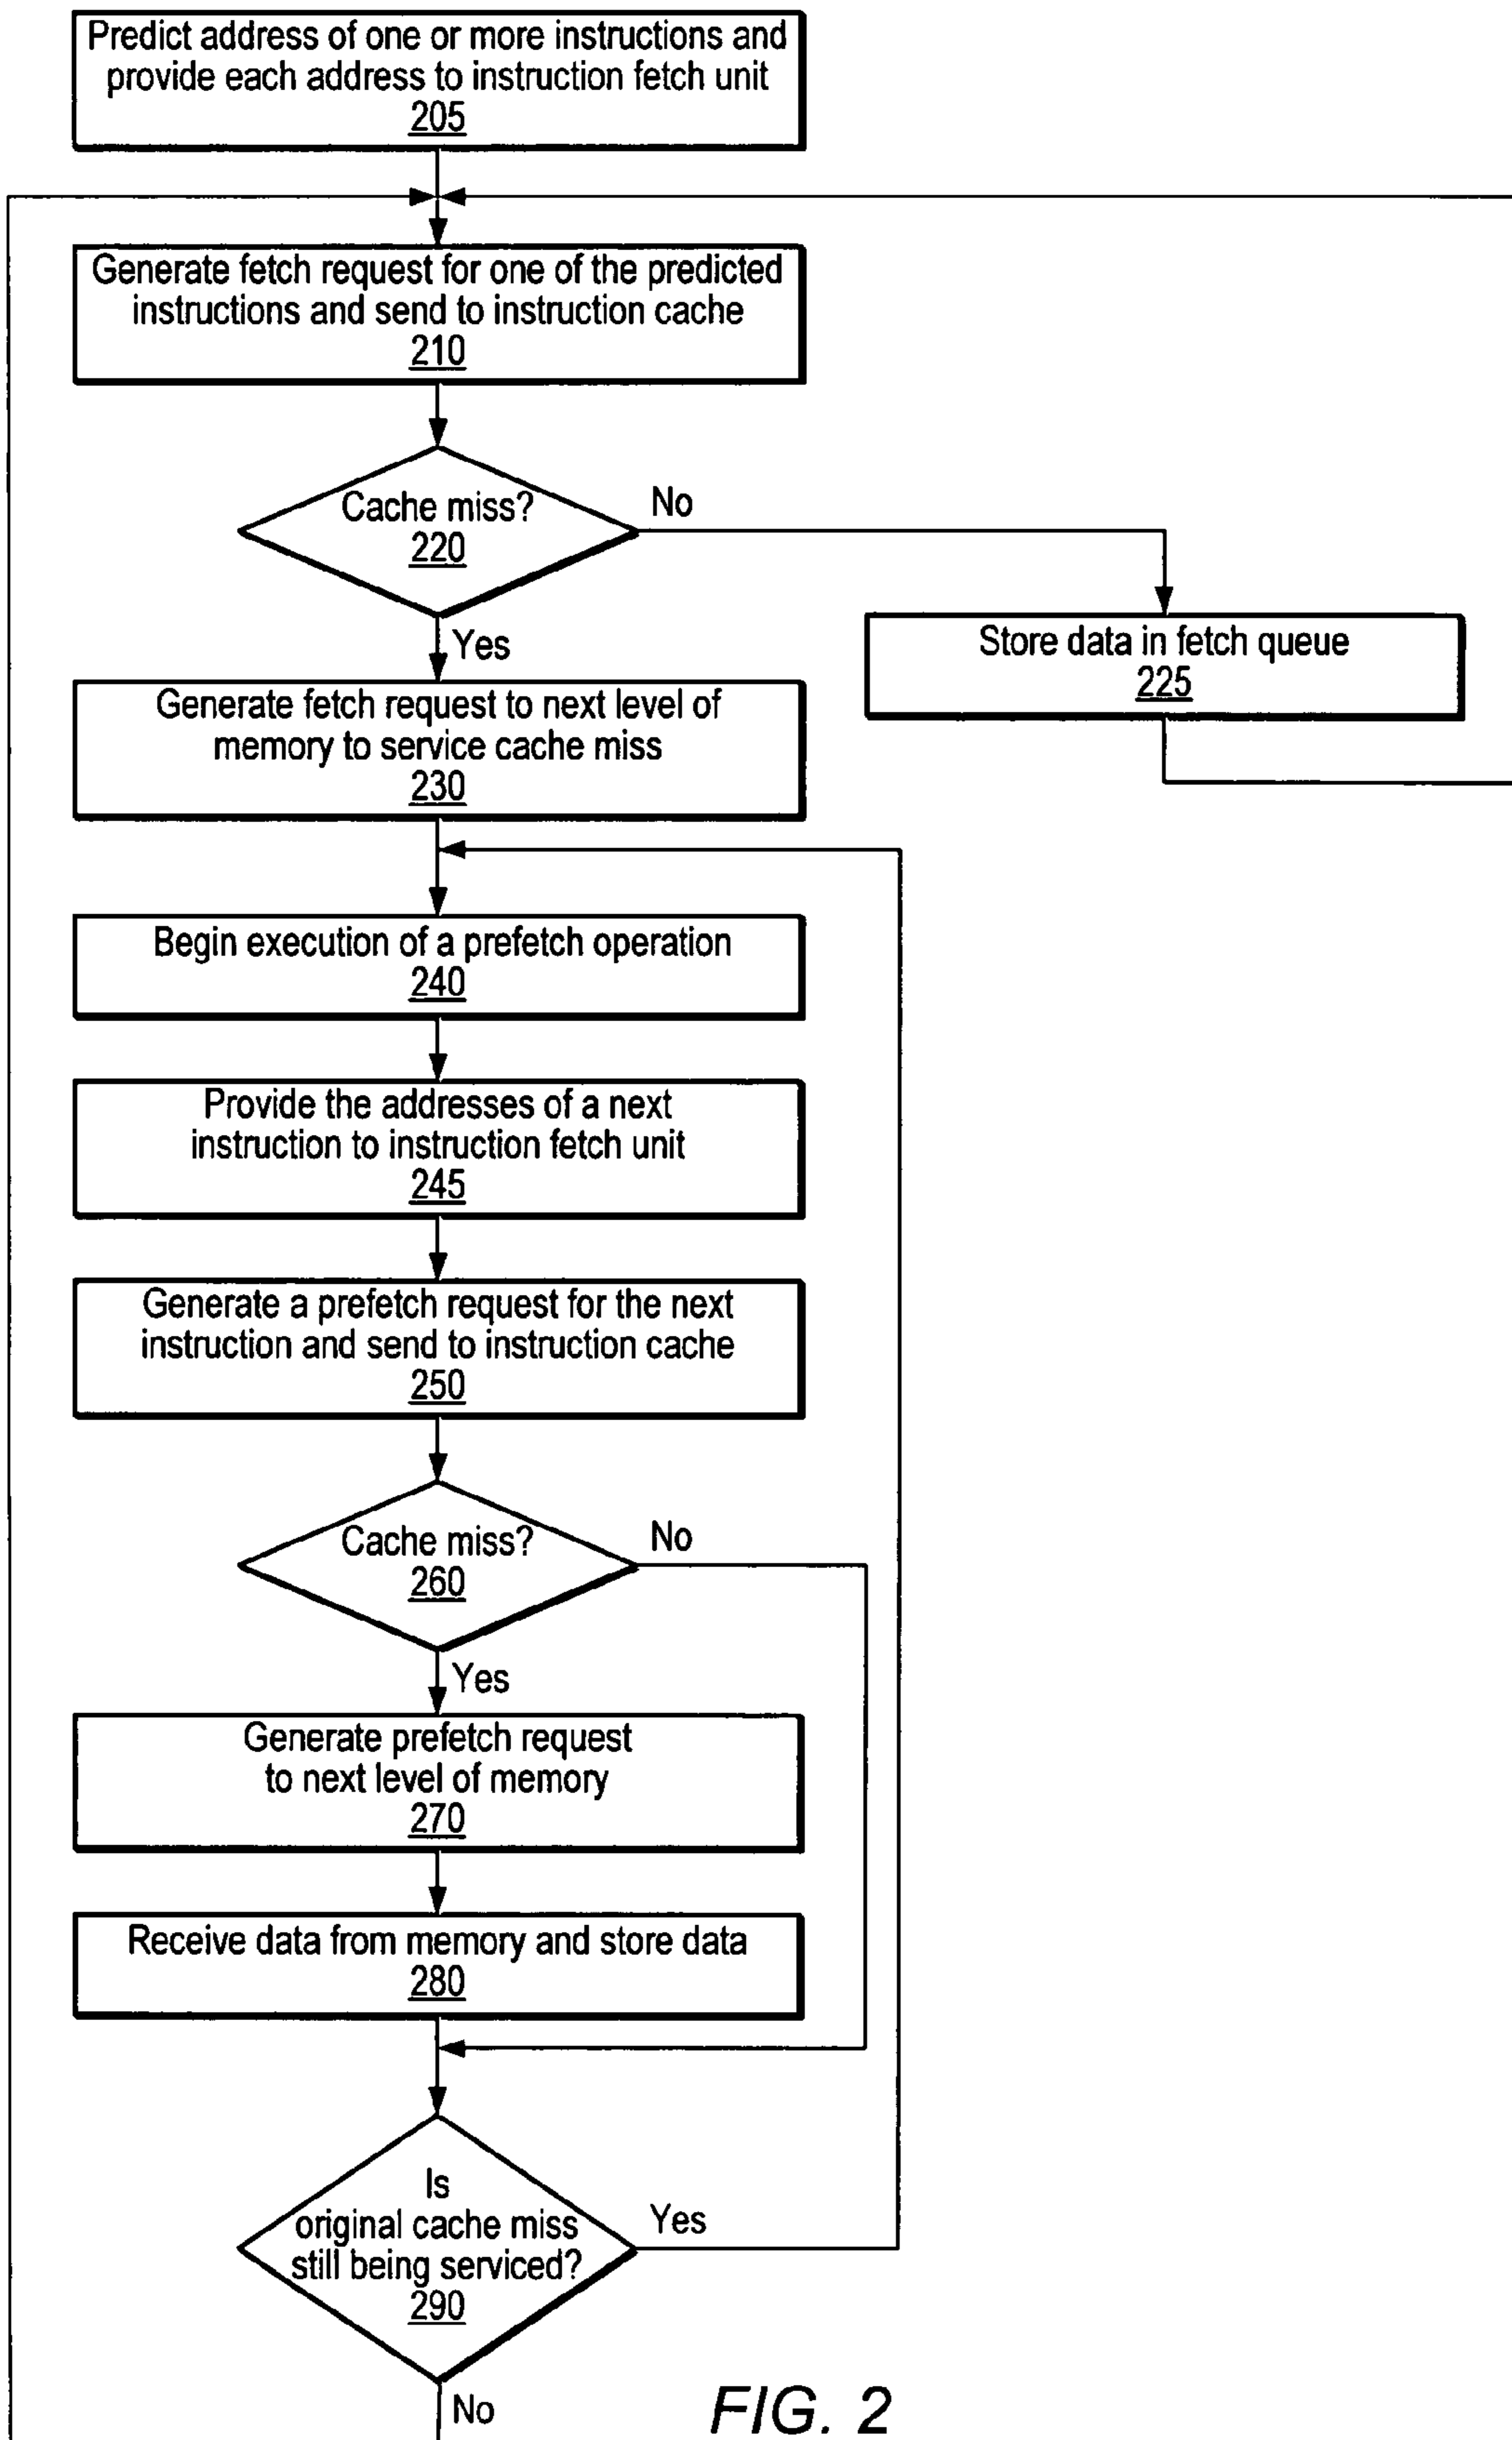 Predict address of one or more instructions and
provide each address to instruction fetch unit
205
Generate fetch request for one of the predicted
instructions and send to instruction cache
210
Cache miss?
220
No
Yes
Store data in fetch queue
225
Generate fetch request to next level of
memory to service cache miss
230
Begin execution of a prefetch operation
240
Provide the addresses of a next
instruction to instruction fetch unit
245
Generate a prefetch request for the next
instruction and send to instruction cache
250
Cache miss?
260
No
Yes
Generate prefetch request
to next level of memory
270
Receive data from memory and store data
280
Is
original cache miss
still being serviced?
290
Yes
No
FIG. 2